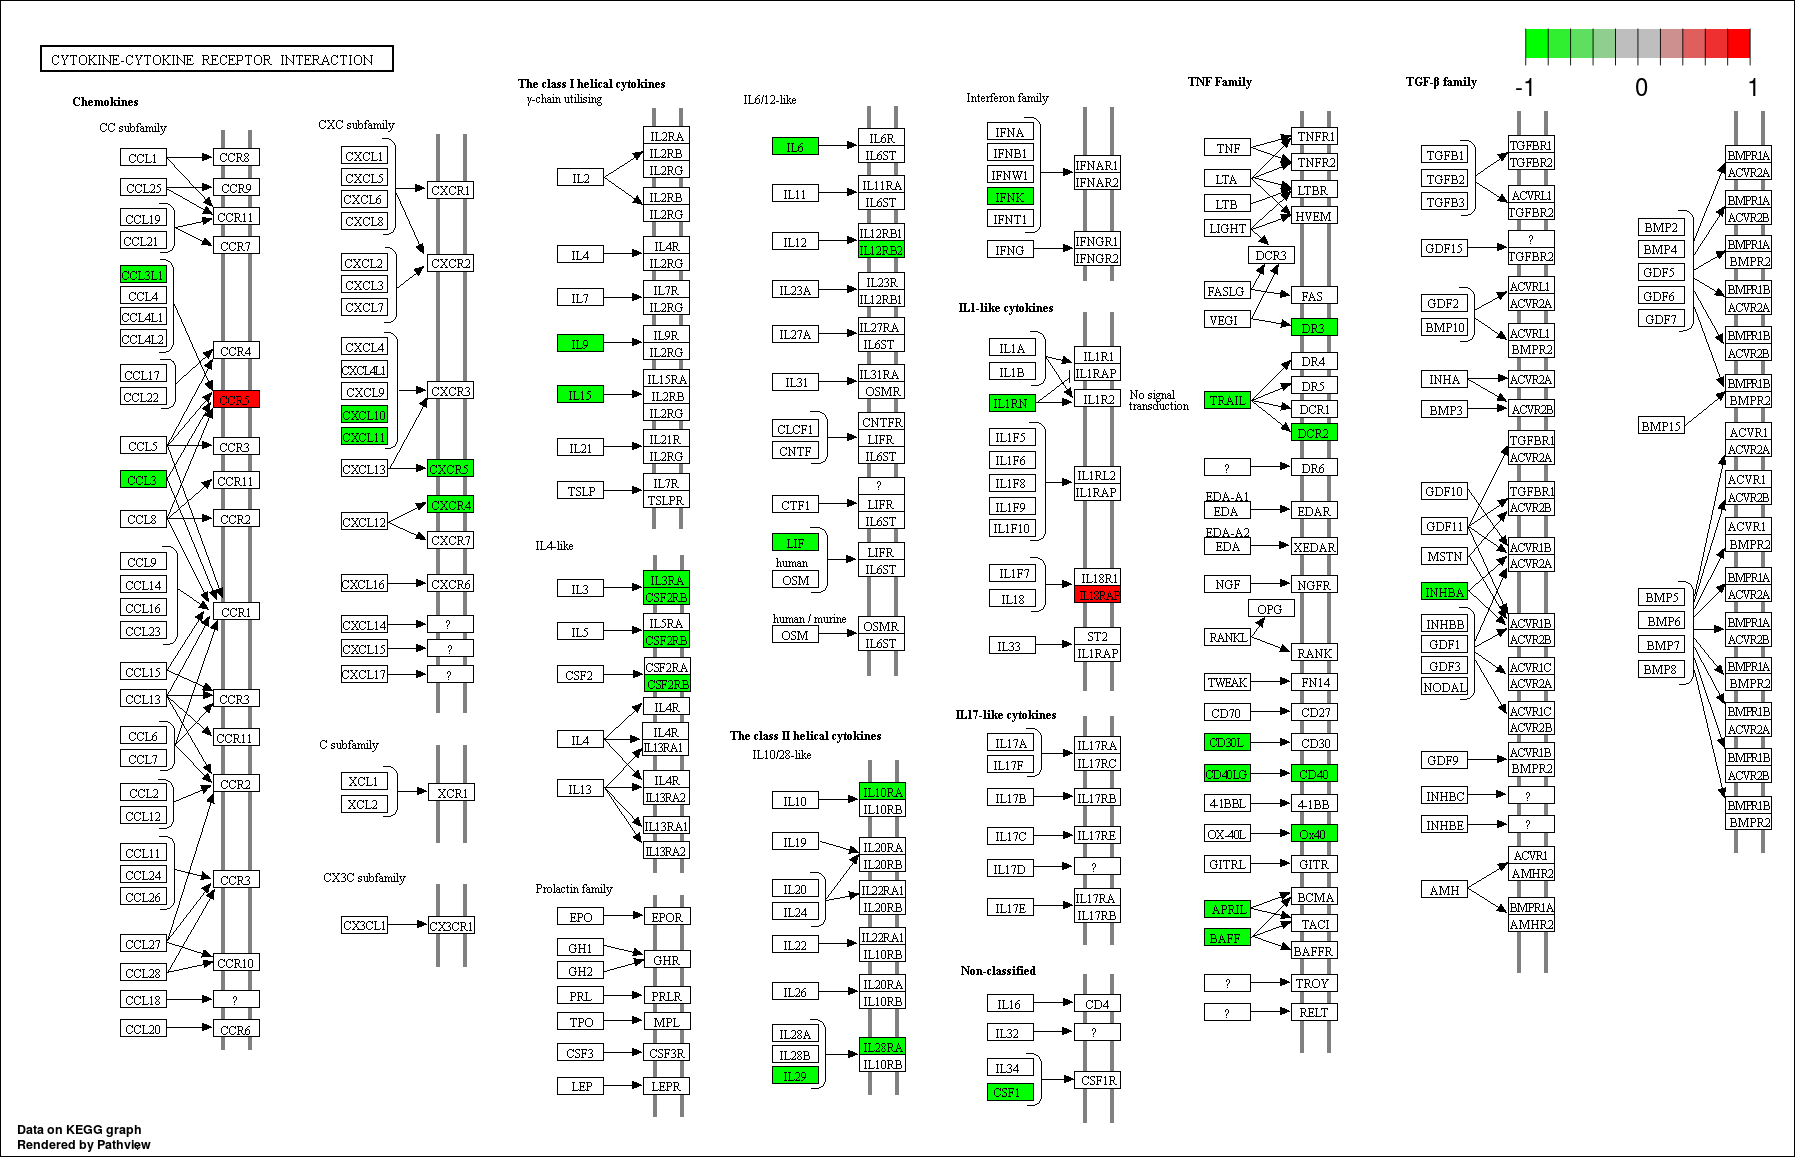 CYTOKINE-CYTOKINE RECEPTOR INTERACTION
-1
0
1
Chemokines
CC subfamily
CCL1
CCL25
CCL19
CCL21
CCL3L1
CCL4
CCL4L1
CCL4L2
CCL17
CCL22
CCL5
CCL3
CCL8
CCL9
CCL14
CCL16
CCL23
CCL15
CCL13
CCL6
CCL7
CCL2
CCL12
CCL11
CCL24
CCL26
CCL27
CCL28
CCL18
CCL20
CCR8
CCR9
CCR11
CCR7
CCR4
CCR5
CCR3
CCR11
CCR2
CCR1
CCR3
CCR11
CCR2
CCR3
CCR10
?
CCR6
CXC subfamily
CXCL1
CXCL5
CXCL6
CXCL8
CXCL2
CXCL3
CXCL7
CXCL4
CXCL4L1
CXCL9
CXCL10
CXCL11
CXCL13
CXCL12
CXCL16
CXCL14
CXCL15
CXCL17
CXCR1
CXCR2
CXCR3
CXCR5
CXCR4
CXCR7
CXCR6
?
?
?
C subfamily
XCL1
XCL2
XCR1
CX3C subfamily
CX3CL1
CX3CR1
The class I helical cytokines
γ-chain utilising
IL2
IL4
IL7
IL9
IL15
IL21
TSLP
IL2RA
IL2RB
IL2RG
IL2RB
IL2RG
IL4R
IL2RG
IL7R
IL2RG
IL9R
IL2RG
IL15RA
IL2RB
IL2RG
IL21R
IL2RG
IL7R
TSLPR
IL4-like
IL3
IL5
CSF2
IL4
IL13
IL3RA
CSF2RB
IL5RA
CSF2RB
CSF2RA
CSF2RB
IL4R
IL4R
IL13RA1
IL4R
IL13RA2
IL13RA1
IL13RA2
Prolactin family
EPO
GH1
GH2
PRL
TPO
CSF3
LEP
EPOR
GHR
PRLR
MPL
CSF3R
LEPR
IL6/12-like
IL6
IL11
IL12
IL23A
IL27A
IL31
CLCF1
CNTF
CTF1
LIF
human
OSM
human / murine
OSM
IL6R
IL6ST
IL11RA
IL6ST
IL12RB1
IL12RB2
IL23R
IL12RB1
IL27RA
IL6ST
IL31RA
OSMR
CNTFR
LIFR
IL6ST
?
LIFR
IL6ST
LIFR
IL6ST
OSMR
IL6ST
The class II helical cytokines
IL10/28-like
IL10
IL19
IL20
IL24
IL22
IL26
IL28A
IL28B
IL29
IL10RA
IL10RB
IL20RA
IL20RB
IL22RA1
IL20RB
IL22RA1
IL10RB
IL20RA
IL10RB
IL28RA
IL10RB
Interferon family
IFNA
IFNB1
IFNW1
IFNK
IFNT1
IFNG
IFNAR1
IFNAR2
IFNGR1
IFNGR2
IL1-like cytokines
IL1A
IL1B
IL1RN
IL1F5
IL1F6
IL1F8
IL1F9
IL1F10
IL1F7
IL18
IL33
IL1R1
IL1RAP
IL1R2
No signal
transduction
IL1RL2
IL1RAP
IL18R1
IL18RAP
ST2
IL1RAP
IL17-like cytokines
IL17A
IL17F
IL17B
IL17C
IL17D
IL17E
IL17RA
IL17RC
IL17RB
IL17RE
?
IL17RA
IL17RB
Non-classified
IL16
IL32
IL34
CSF1
CD4
?
CSF1R
TNF Family
TNF
LTA
LTB
LIGHT
DCR3
FASLG
VEGI
TRAIL
?
EDA-A1
EDA
EDA-A2
EDA
NGF
OPG
RANKL
TWEAK
CD70
CD30L
CD40LG
4-1BBL
OX-40L
GITRL
APRIL
BAFF
?
?
TNFR1
TNFR2
LTBR
HVEM
FAS
DR3
DR4
DR5
DCR1
DCR2
DR6
EDAR
XEDAR
NGFR
RANK
FN14
CD27
CD30
CD40
4-1BB
Ox40
GITR
BCMA
TACI
BAFFR
TROY
RELT
TGF-β family
TGFB1
TGFB2
TGFB3
GDF15
GDF2
BMP10
INHA
BMP3
GDF10
GDF11
MSTN
INHBA
INHBB
GDF1
GDF3
NODAL
GDF9
INHBC
INHBE
AMH
TGFBR1
TGFBR2
ACVRL1
TGFBR2
?
TGFBR2
ACVRL1
ACVR2A
ACVRL1
BMPR2
ACVR2A
ACVR2B
TGFBR1
ACVR2A
TGFBR1
ACVR2B
ACVR1B
ACVR2A
ACVR1B
ACVR2B
ACVR1C
ACVR2A
ACVR1C
ACVR2B
ACVR1B
BMPR2
?
?
ACVR1
AMHR2
BMPR1A
AMHR2
BMP2
BMP4
GDF5
GDF6
GDF7
BMP15
BMP5
BMP6
BMP7
BMP8
BMPR1A
ACVR2A
BMPR1A
ACVR2B
BMPR1A
BMPR2
BMPR1B
ACVR2A
BMPR1B
ACVR2B
BMPR1B
BMPR2
ACVR1
ACVR2A
ACVR1
ACVR2B
ACVR1
BMPR2
BMPR1A
ACVR2A
BMPR1A
ACVR2B
BMPR1A
BMPR2
BMPR1B
ACVR2A
BMPR1B
ACVR2B
BMPR1B
BMPR2
Data on KEGG graph
Rendered by Pathview